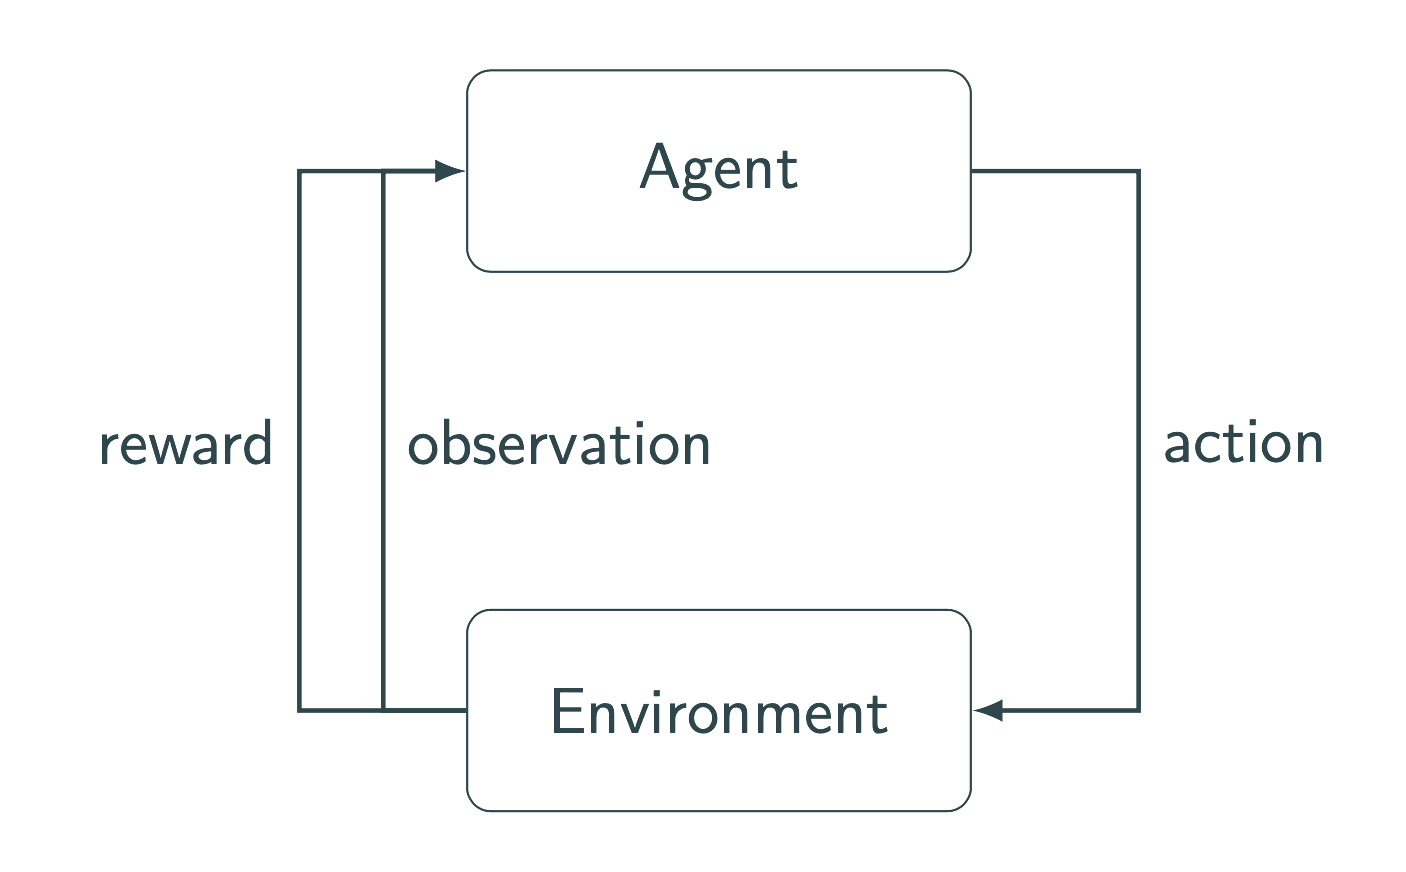 Agent
reward
observation
action
Environment